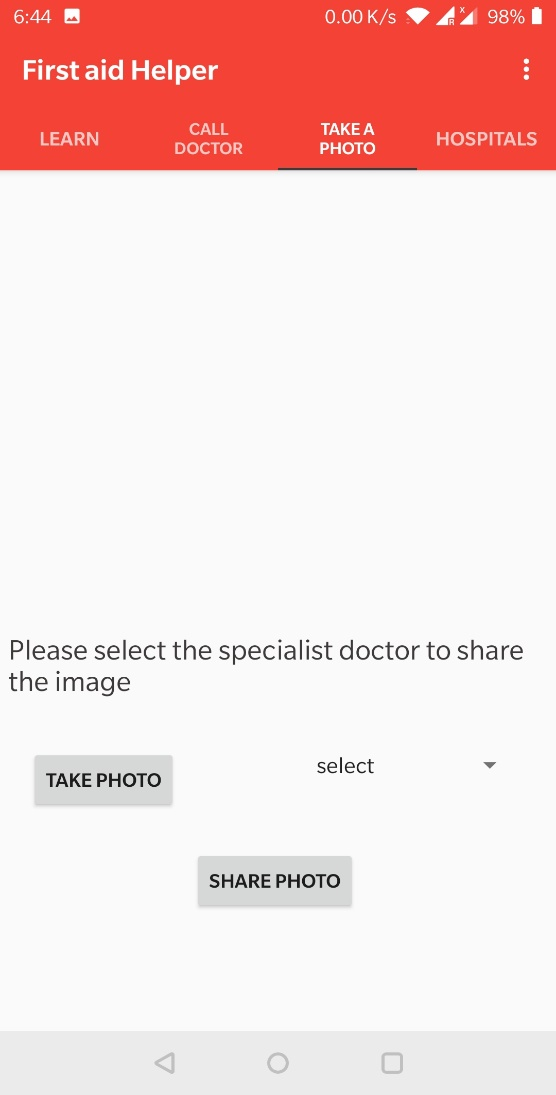 6:44 0.00 K/s R x 98%
First aid Helper
LEARN
CALL
DOCTOR
TAKE A
PHOTO
HOSPITALS
Please select the specialist doctor to share
the image
TAKE PHOTO
select
SHARE PHOTO